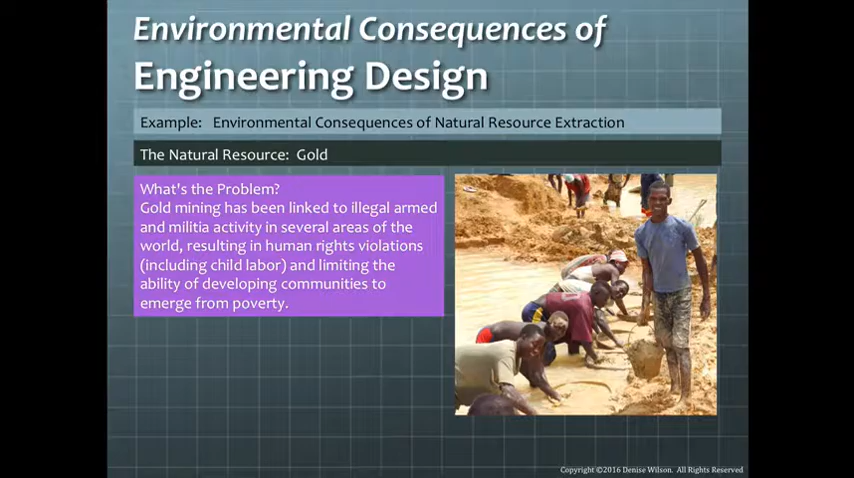 Environmental Consequences of
Engineering Design
Example: Environmental Consequences of Natural Resource Extraction
The Natural Resource: Gold
What's the Problem?
Gold mining has been linked to illegal armed
and militia activity in several areas of the
world, resulting in human rights violations
(including child labor) and limiting the
ability of developing communities to
emerge from poverty.
Copyright ©2016 Denise Wilson. All Rights Reserved